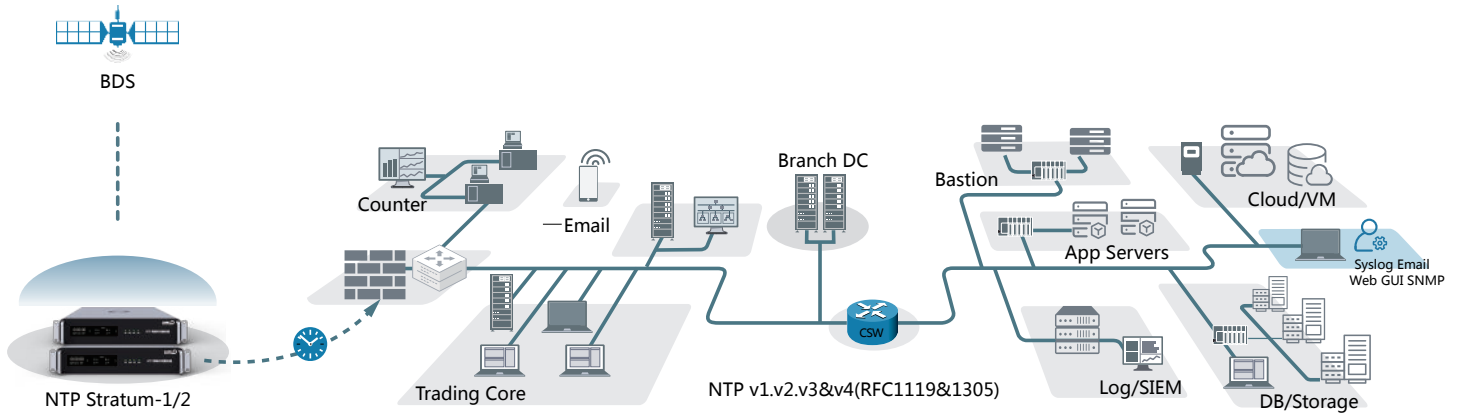 BDS
NTP Stratum-1/2
Counter
—Email
Trading Core
Branch DC
CSW
NTP v1.v2.v3&v4(RFC1119&1305)
Bastion
App Servers
Log/SIEM
Cloud/VM
Syslog Email
Web GUI SNMP
DB/Storage